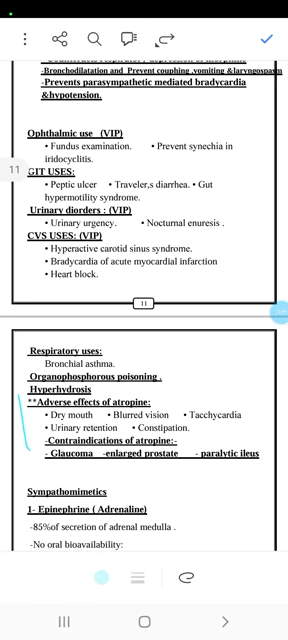 -Bronchodilatation and Prevent couphing ,vomiting &laryngospasm
-Prevents parasympathetic mediated bradycardia
&hypotension.
Ophthalmic use (VIP)
• Fundus examination. • Prevent synechia in
iridocyclitis.
11
GIT USES:
• Peptic ulcer • Traveler,s diarrhea. • Gut
hypermotility syndrome.
Urinary diorders : (VIP)
• Urinary urgency. • Nocturnal enuresis .
CVS USES: (VIP)
• Hyperactive carotid sinus syndrome.
• Bradycardia of acute myocardial infarction
• Heart block.
11
Respiratory uses:
Bronchial asthma.
Organophosphorous poisoning .
Hyperhydrosis
**Adverse effects of atropine:
• Dry mouth • Blurred vision • Tacchycardia
• Urinary retention • Constipation.
-Contraindications of atropine:-
- Glaucoma -enlarged prostate - paralytic ileus
Sympathomimetics
1- Epinephrine ( Adrenaline)
-85%of secretion of adrenal medulla .
-No oral bioavailability: